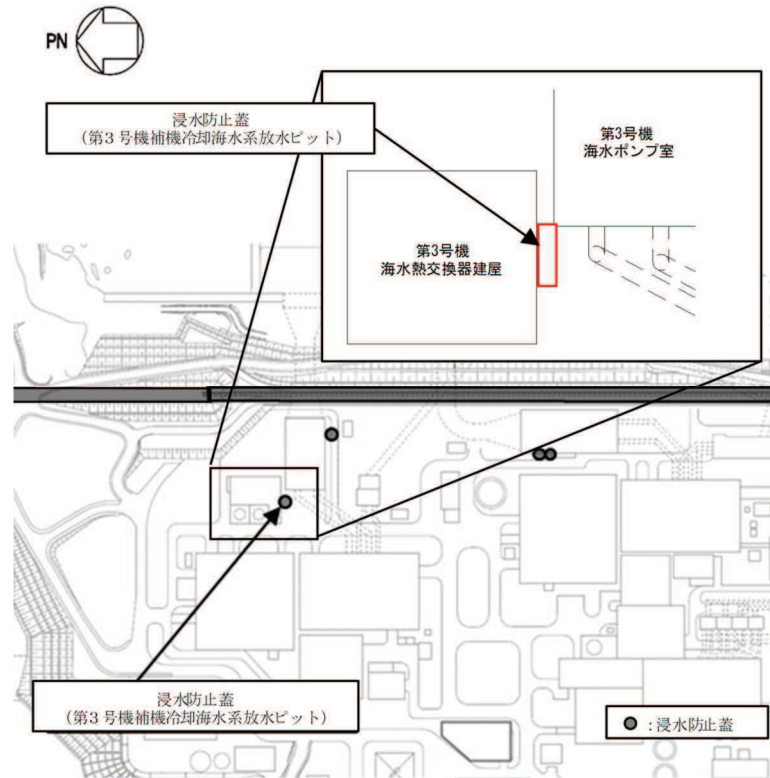 PN
浸水防止蓋
（第3号機補機冷却海水系放水ピット）
第3号機
海水ポンプ室
第3号機
海水熱交換器建屋
浸水防止蓋
（第3号機補機冷却海水系放水ピット）
：浸水防止蓋